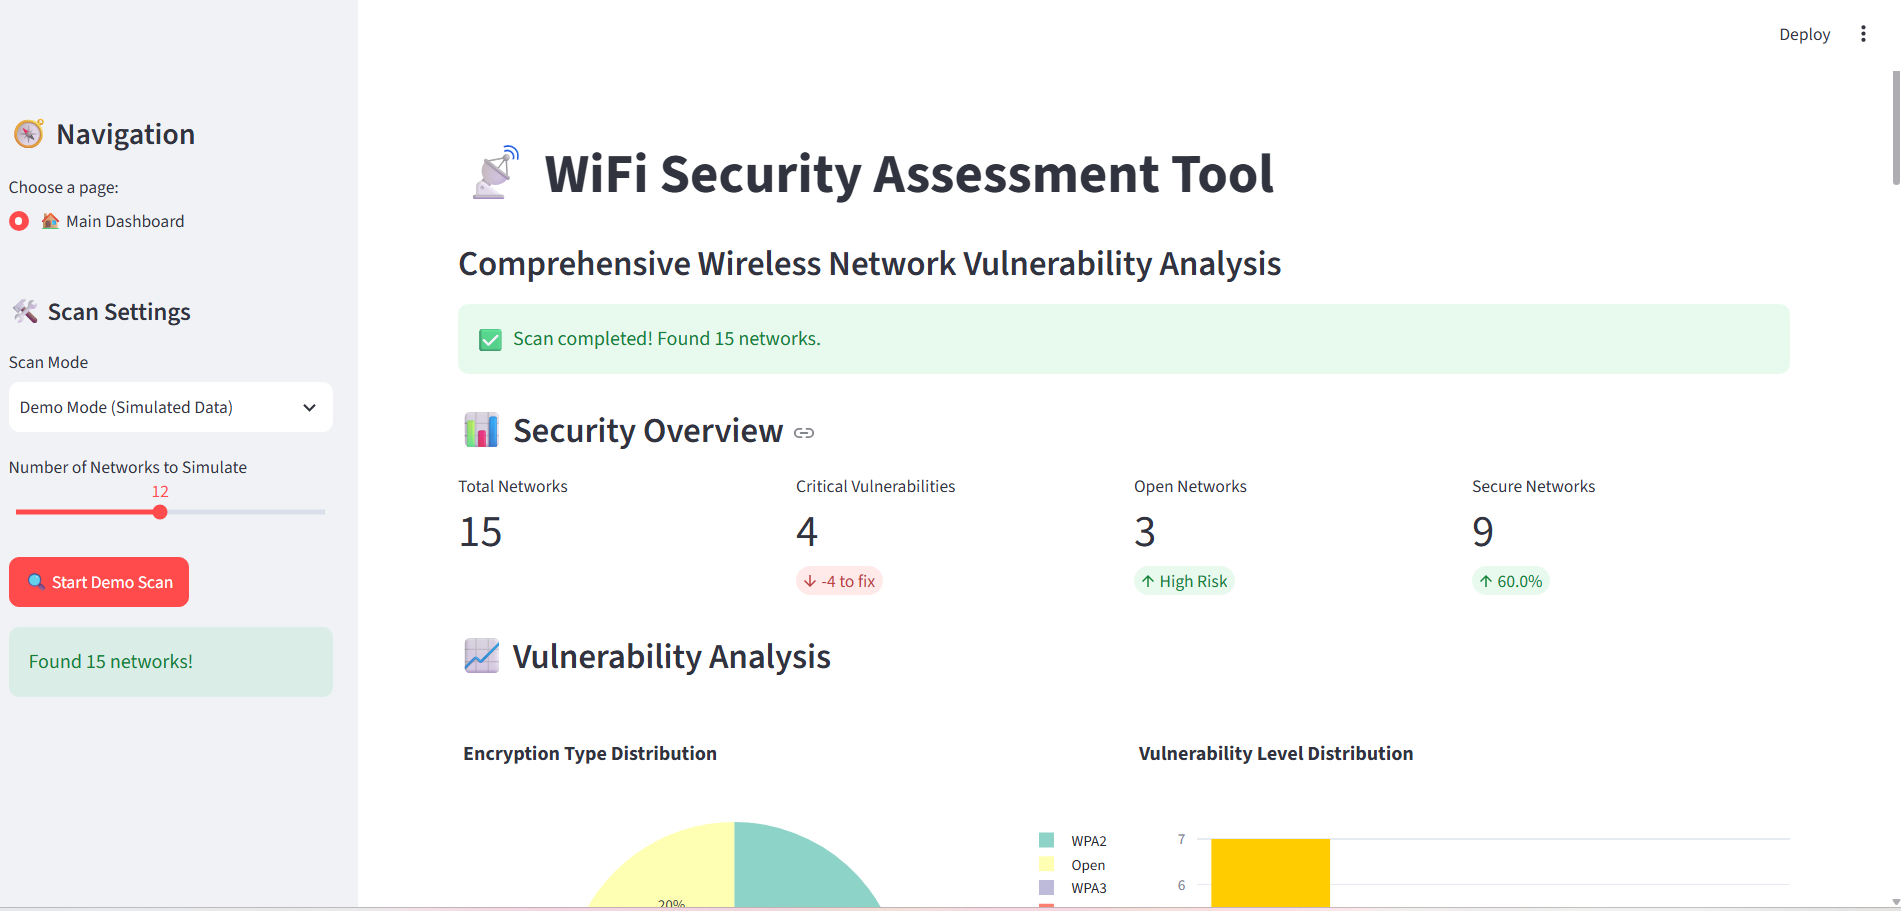 Deploy
Navigation
Choose a page:
Main Dashboard
Scan Settings
Scan Mode
Demo Mode (Simulated Data)
Number of Networks to Simulate
12
Start Demo Scan
Found 15 networks!
WiFi Security Assessment Tool
Comprehensive Wireless Network Vulnerability Analysis
Scan completed! Found 15 networks.
Security Overview
Total Networks
15
Critical Vulnerabilities
4
↓ -4 to fix
Open Networks
3
↑ High Risk
Secure Networks
9
↑ 60.0%
Vulnerability Analysis
Encryption Type Distribution
20%
WPA2
Open
WPA3
Vulnerability Level Distribution
7
6